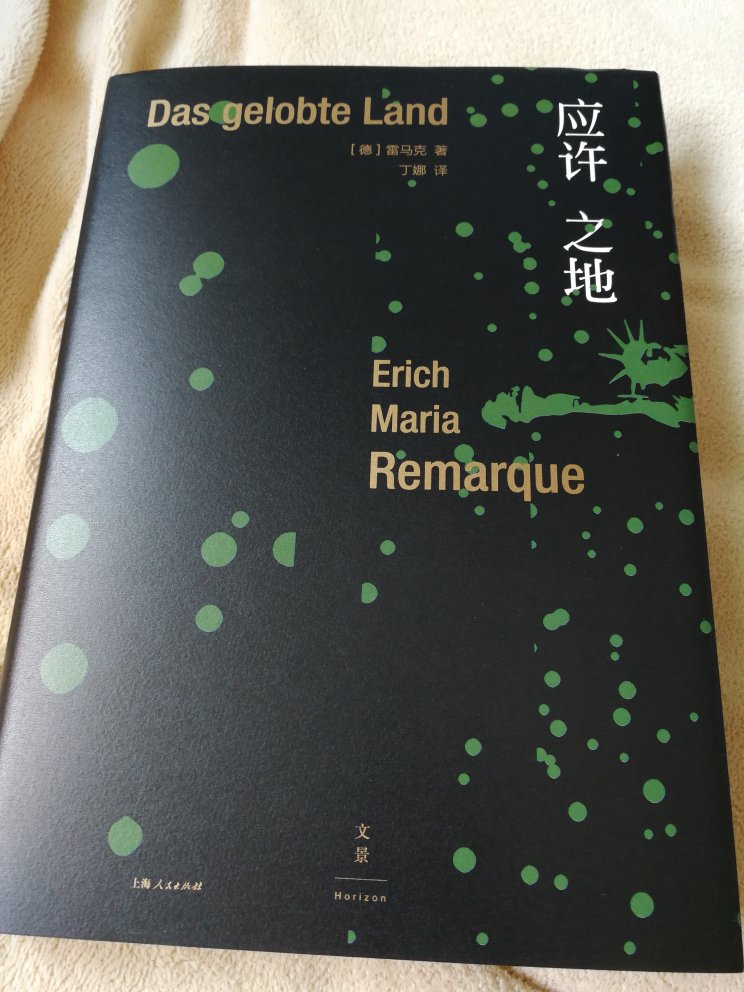 Das gelobte Land
[德]雷马克 著
丁娜 译
应许之地
Erich
Maria
Remarque
文景
Horizon
上海人民出版社